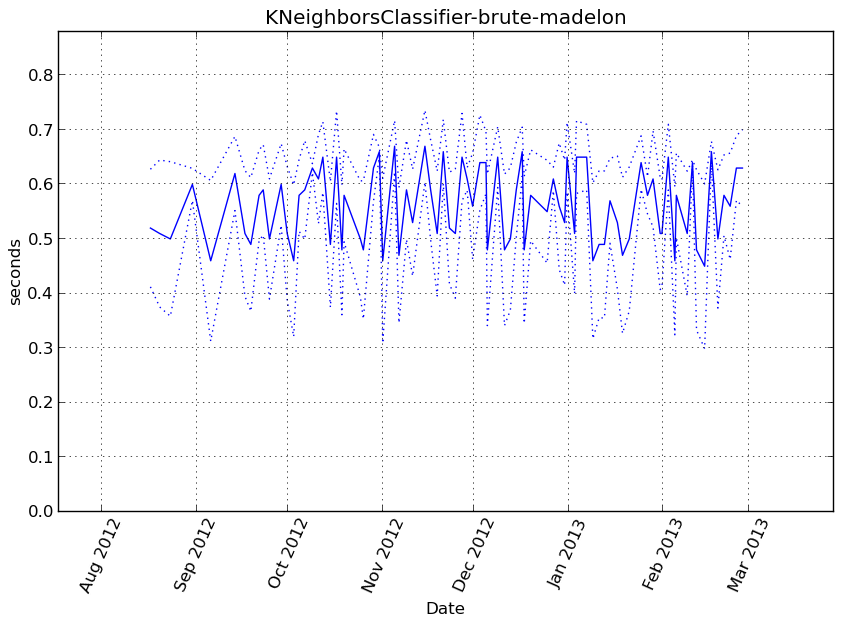 KNeighborsClassifier-brute-madelon
0.8
0.7
0.6
0.5
0.4
0.3
0.2
0.1
0.0
seconds
Aug 2012
Sep 2012
Oct 2012
Nov 2012
Dec 2012
Jan 2013
Feb 2013
Mar 2013
Date